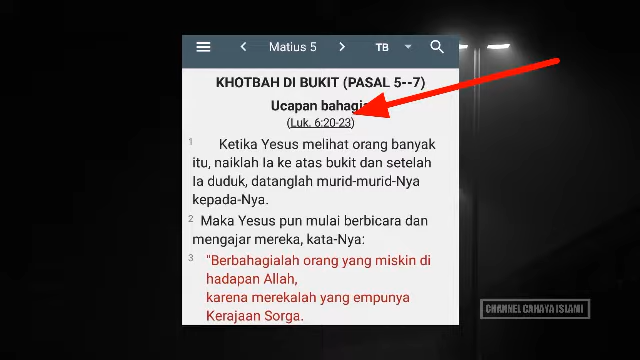 Matius 5
TB
KHOTBAH DI BUKIT (PASAL 5--7)
Ucapan bahagia
(Luk. 6:20-23)
1 Ketika Yesus melihat orang banyak
itu, naiklah Ia ke atas bukit dan setelah
Ia duduk, datanglah murid-murid-Nya
kepada-Nya.
2 Maka Yesus pun mulai berbicara dan
mengajar mereka, kata-Nya:
3 "Berbahagialah orang yang miskin di
hadapan Allah,
karena merekalah yang empunya
Kerajaan Sorga.
CHANNEL CAHAYA ISLAMI